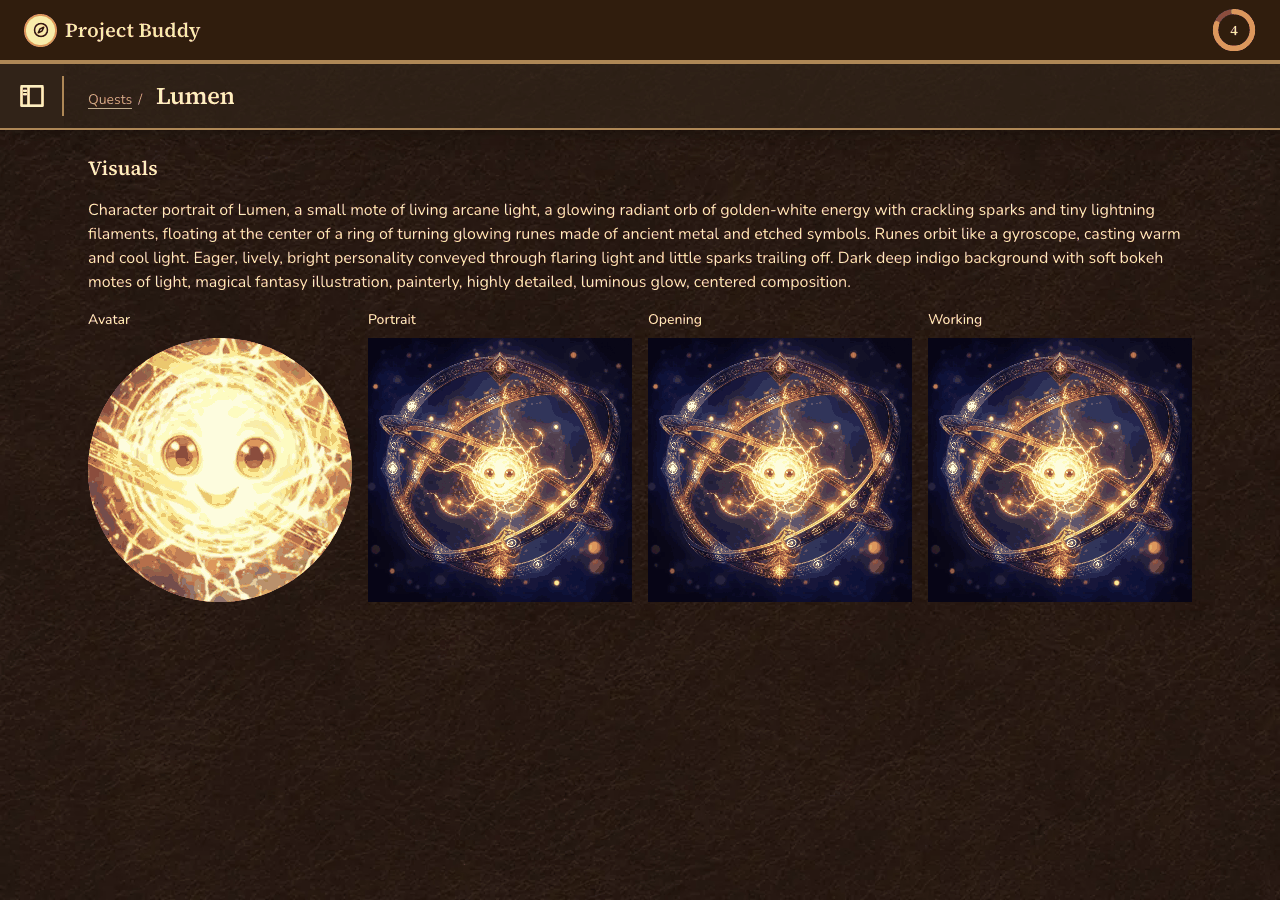 Project Buddy
4
Quests / Lumen
Visuals
Character portrait of Lumen, a small mote of living arcane light, a glowing radiant orb of golden-white energy with crackling sparks and tiny lightning
filaments, floating at the center of a ring of turning glowing runes made of ancient metal and etched symbols. Runes orbit like a gyroscope, casting warm
and cool light. Eager, lively, bright personality conveyed through flaring light and little sparks trailing off. Dark deep indigo background with soft bokeh
motes of light, magical fantasy illustration, painterly, highly detailed, luminous glow, centered composition.
Avatar
Portrait
Opening
Working